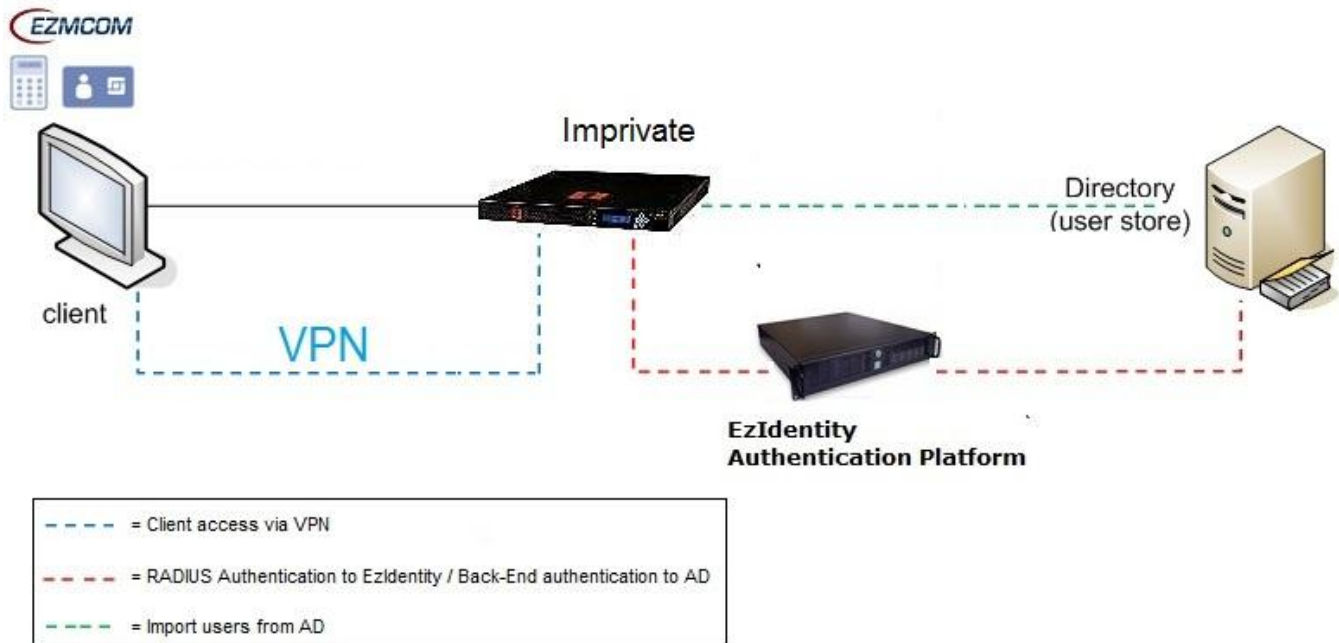 EZMCOM
Imprivate
Directory
(user store)
client
VPN
EzIdentity
Authentication Platform
= Client access via VPN
= RADIUS Authentication to EzIdentity / Back-End authentication to AD
= Import users from AD